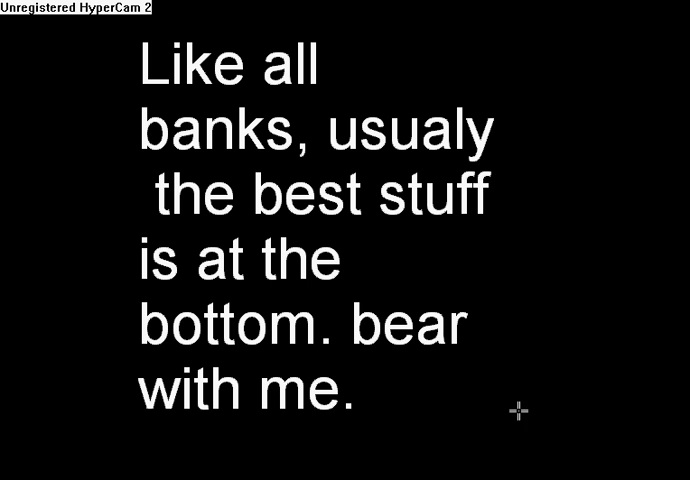 Unregistered HyperCam 2
Like all
banks, usualy
the best stuff
is at the
bottom. bear
with me.